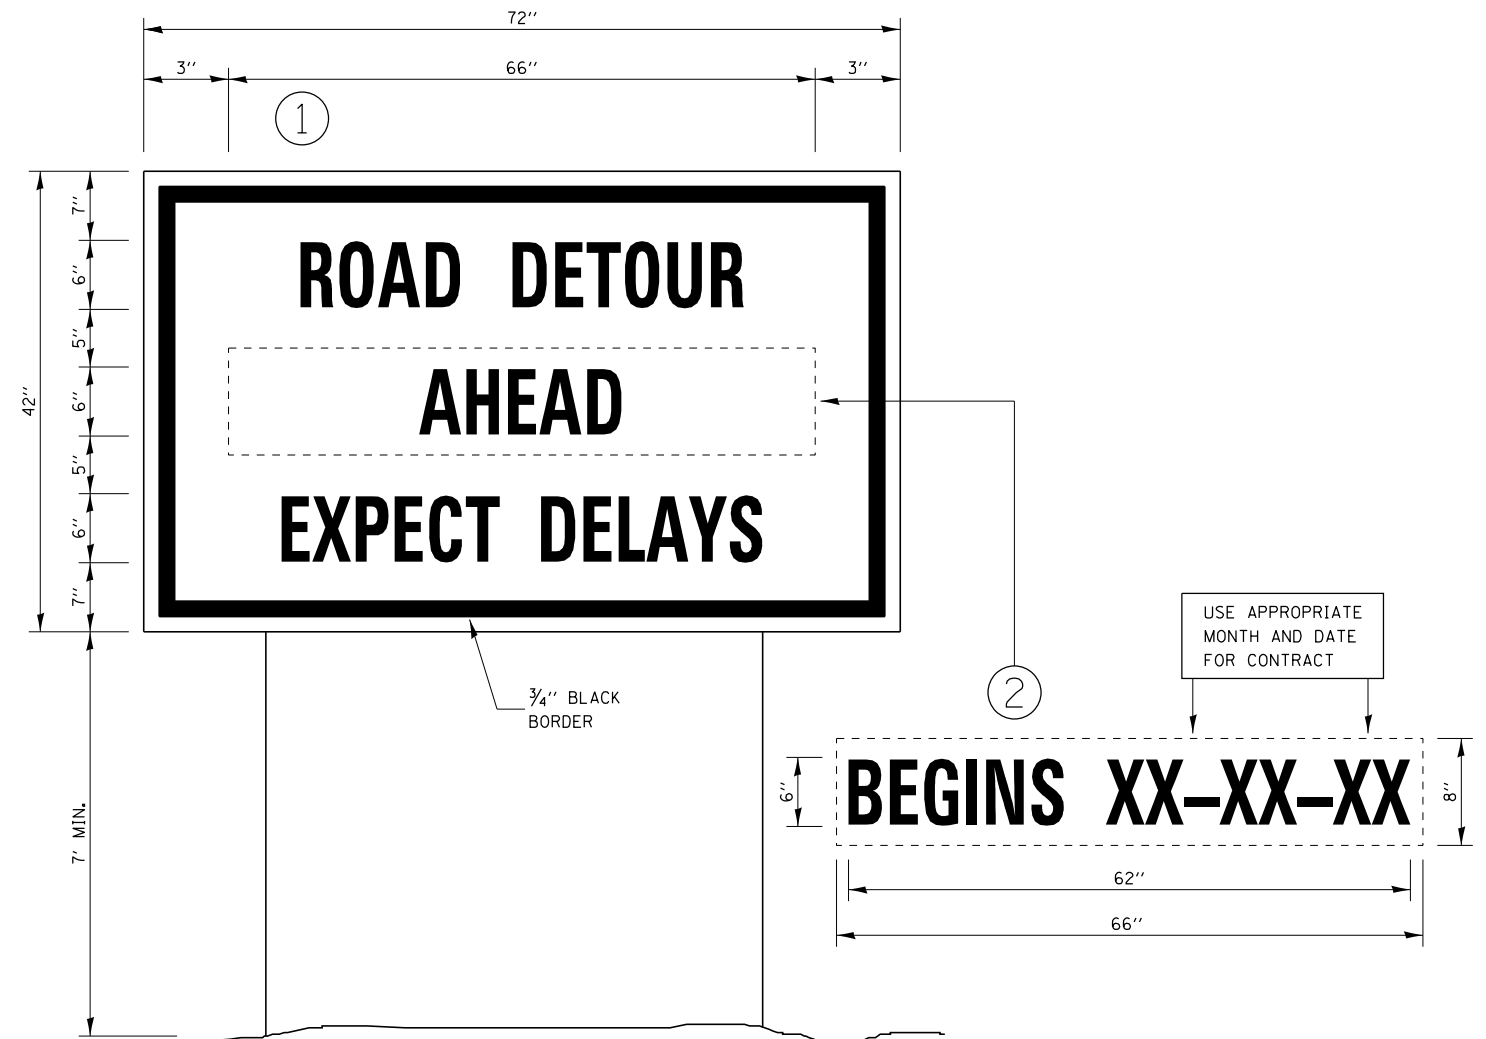 72''
3'' 66'' 3''
1
7''
6''
5''
42''
6''
5''
6''
7''
7' MIN.
ROAD DETOUR
AHEAD
EXPECT DELAYS
3/4'' BLACK
BORDER
2
USE APPROPRIATE
MONTH AND DATE
FOR CONTRACT
6''
BEGINS XX-XX-XX
8''
62''
66''